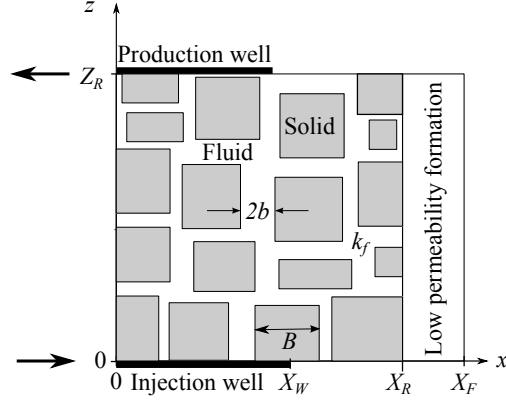 z
Production well
Z_R
Solid
Fluid
2b
k_f
Low permeability formation
B
0
x
0
Injection well
X_W
X_R
X_F